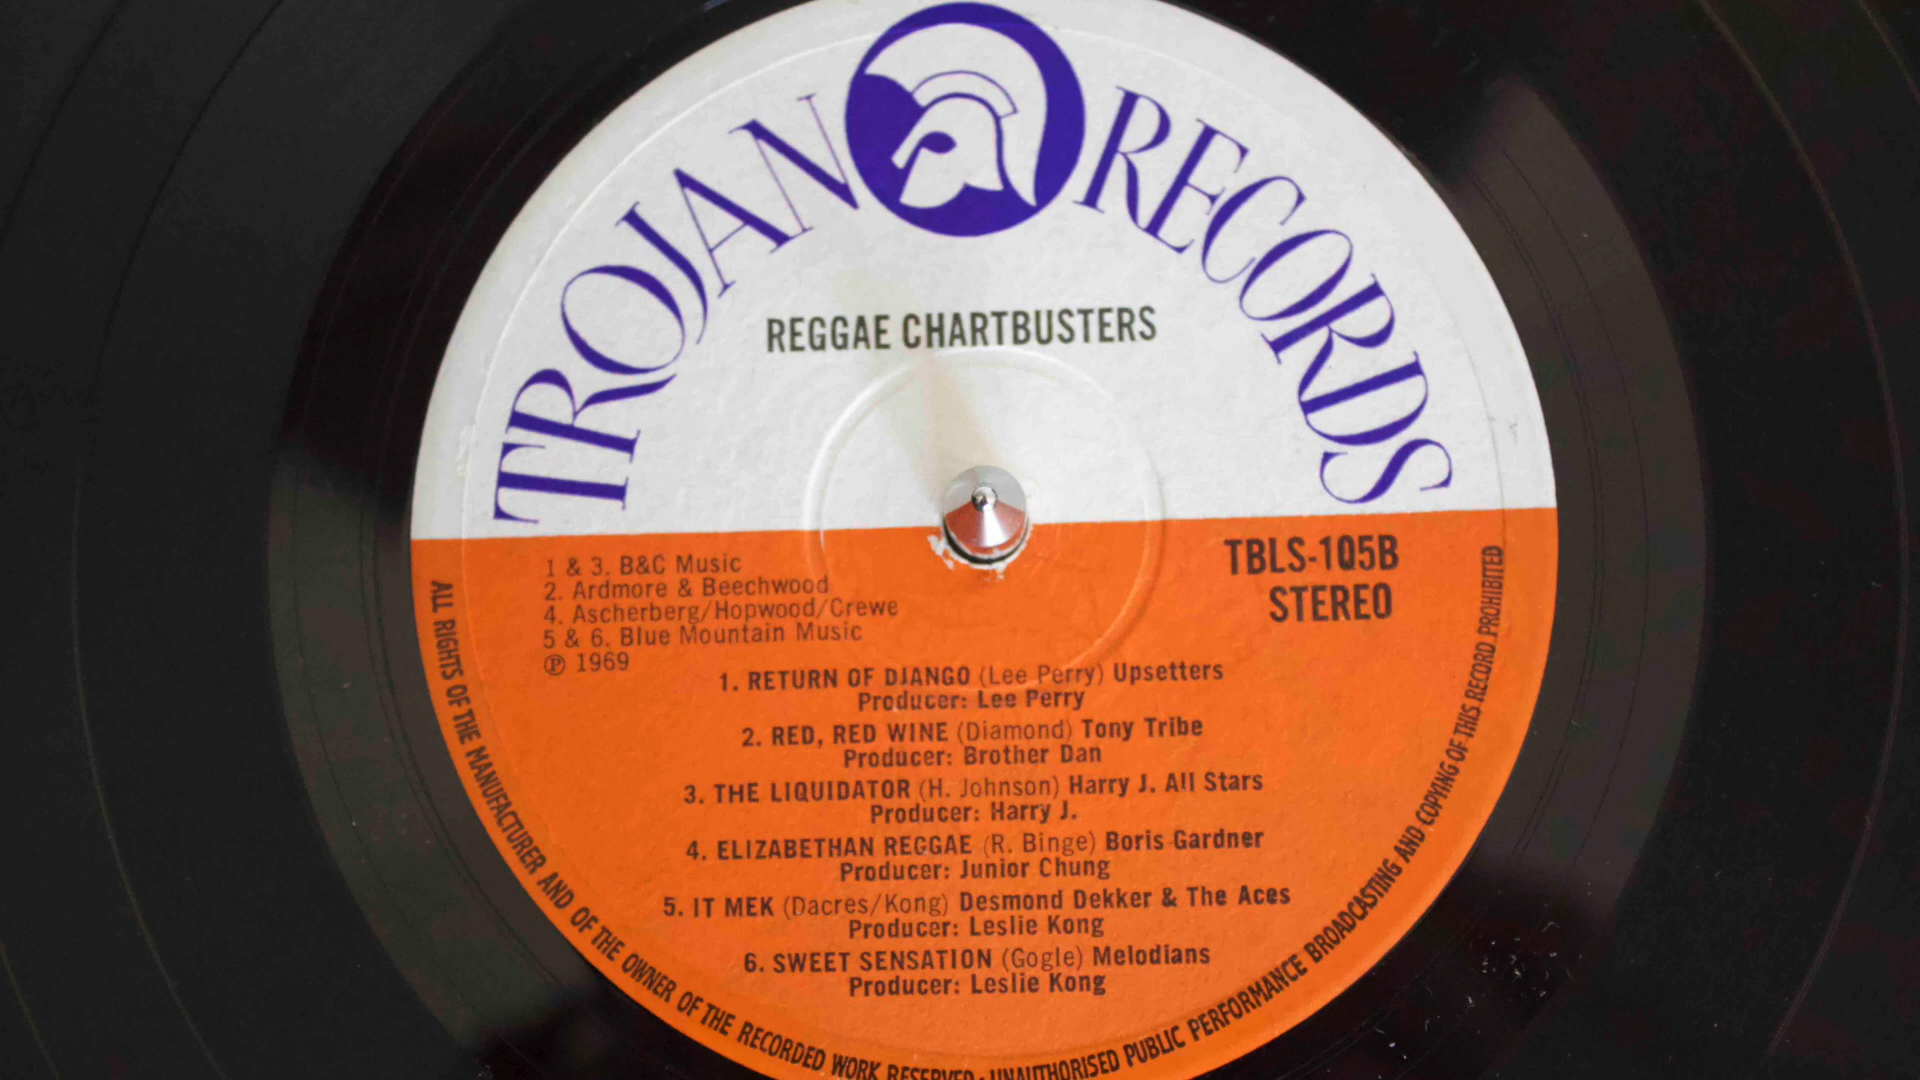 TROJAN RECORDS
REGGAE CHARTBUSTERS
TBLS-105B
STEREO
1 & 3. B&C Music
2. Ardmore & Beechwood
4. Ascherberg/Hopwood/Crewe
5 & 6. Blue Mountain Music
℗ 1969
1. RETURN OF DJANGO (Lee Perry) Upsetters
Producer: Lee Perry
2. RED, RED WINE (Diamond) Tony Tribe
Producer: Brother Dan
3. THE LIQUIDATOR (H. Johnson) Harry J. All Stars
Producer: Harry J.
4. ELIZABETHAN REGGAE (R. Binge) Boris Gardner
Producer: Junior Chung
5. IT MEK (Dacres/Kong) Desmond Dekker & The Aces
Producer: Leslie Kong
6. SWEET SENSATION (Gogle) Melodians
Producer: Leslie Kong
ALL RIGHTS OF THE MANUFACTURER AND OF THE OWNER OF THE RECORDED WORK RESERVED · UNAUTHORISED PUBLIC PERFORMANCE BROADCASTING AND COPYING OF THIS RECORD PROHIBITED